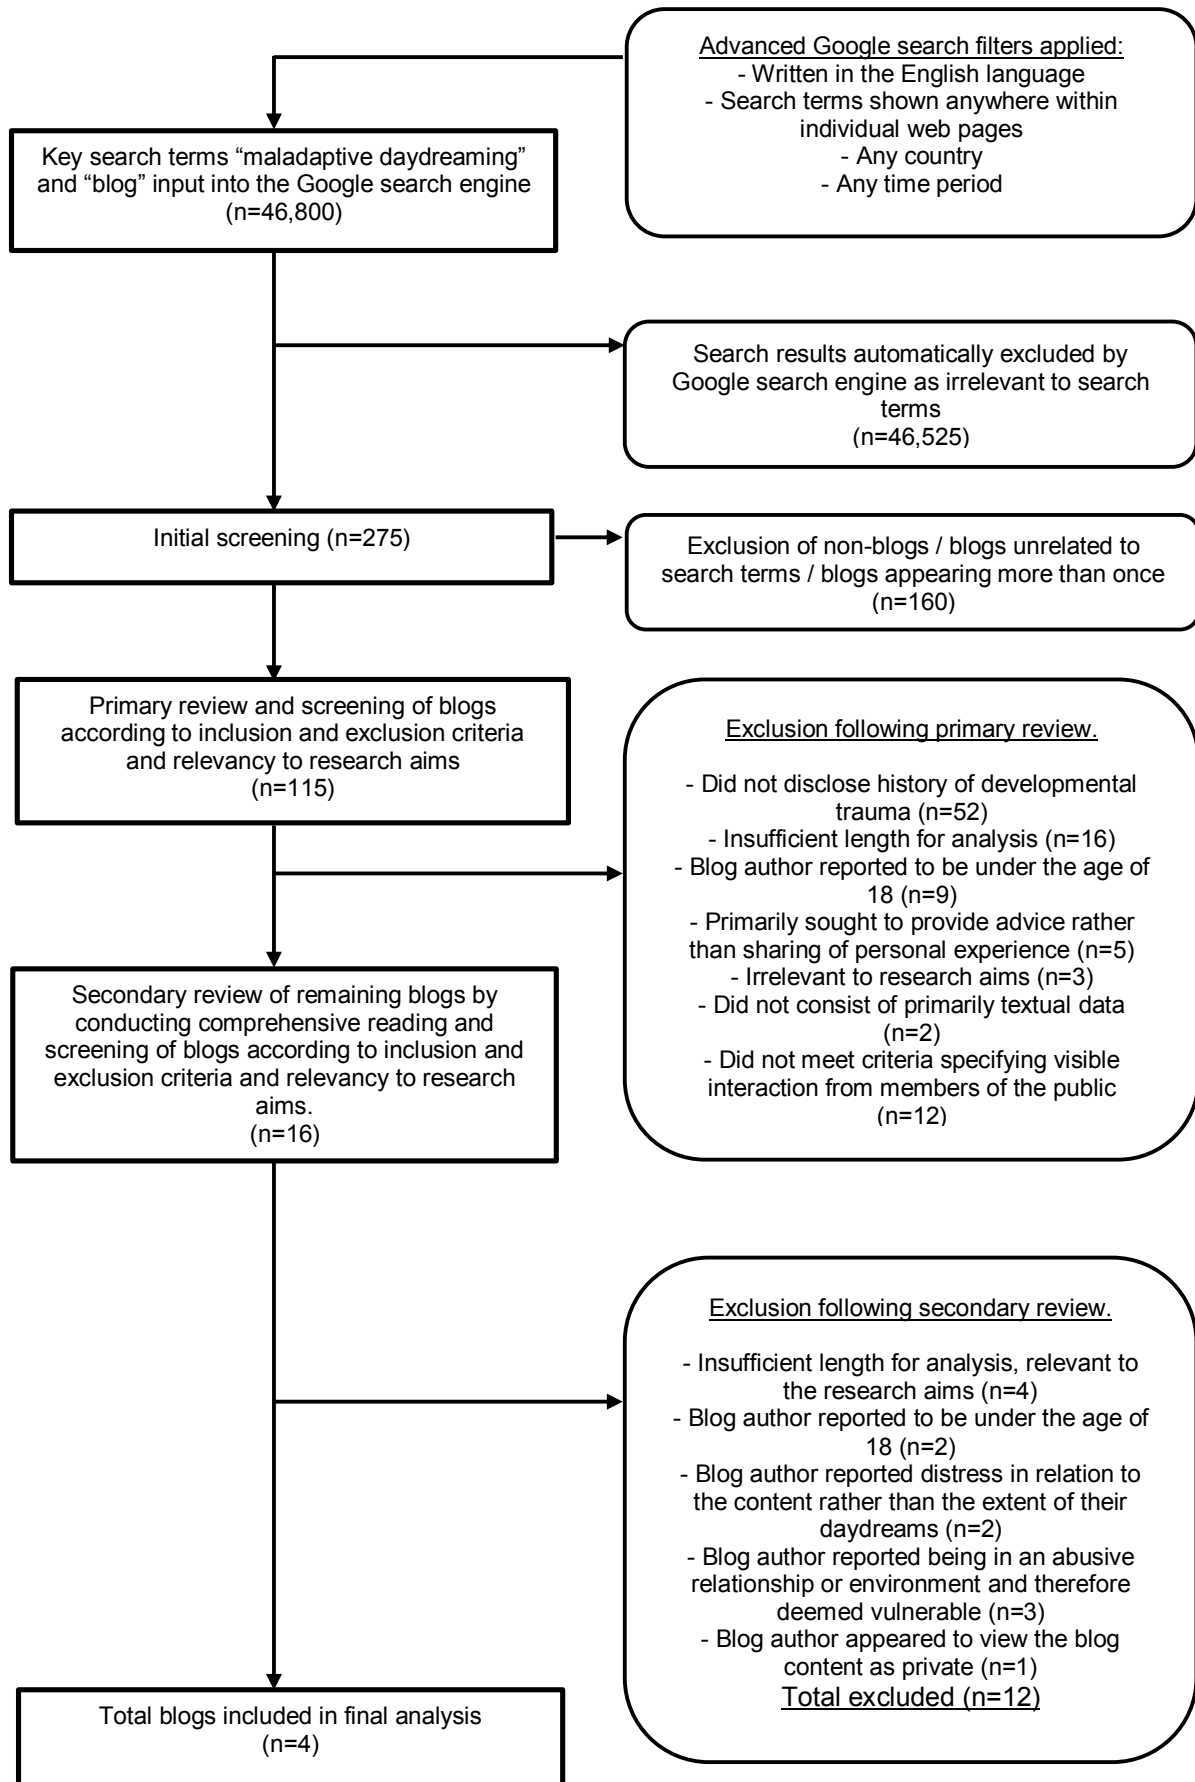 Advanced Google search filters applied:
- Written in the English language
- Search terms shown anywhere within
individual web pages
- Any country
- Any time period
Key search terms “maladaptive daydreaming”
and “blog” input into the Google search engine
(n=46,800)
Search results automatically excluded by
Google search engine as irrelevant to search
terms
(n=46,525)
Initial screening (n=275)
Exclusion of non-blogs / blogs unrelated to
search terms / blogs appearing more than once
(n=160)
Primary review and screening of blogs
according to inclusion and exclusion criteria
and relevancy to research aims
(n=115)
Exclusion following primary review.
- Did not disclose history of developmental
trauma (n=52)
- Insufficient length for analysis (n=16)
- Blog author reported to be under the age of
18 (n=9)
- Primarily sought to provide advice rather
than sharing of personal experience (n=5)
- Irrelevant to research aims (n=3)
- Did not consist of primarily textual data
(n=2)
- Did not meet criteria specifying visible
interaction from members of the public
(n=12)
Secondary review of remaining blogs by
conducting comprehensive reading and
screening of blogs according to inclusion and
exclusion criteria and relevancy to research
aims.
(n=16)
Exclusion following secondary review.
- Insufficient length for analysis, relevant to
the research aims (n=4)
- Blog author reported to be under the age of
18 (n=2)
- Blog author reported distress in relation to
the content rather than the extent of their
daydreams (n=2)
- Blog author reported being in an abusive
relationship or environment and therefore
deemed vulnerable (n=3)
- Blog author appeared to view the blog
content as private (n=1)
Total excluded (n=12)
Total blogs included in final analysis
(n=4)